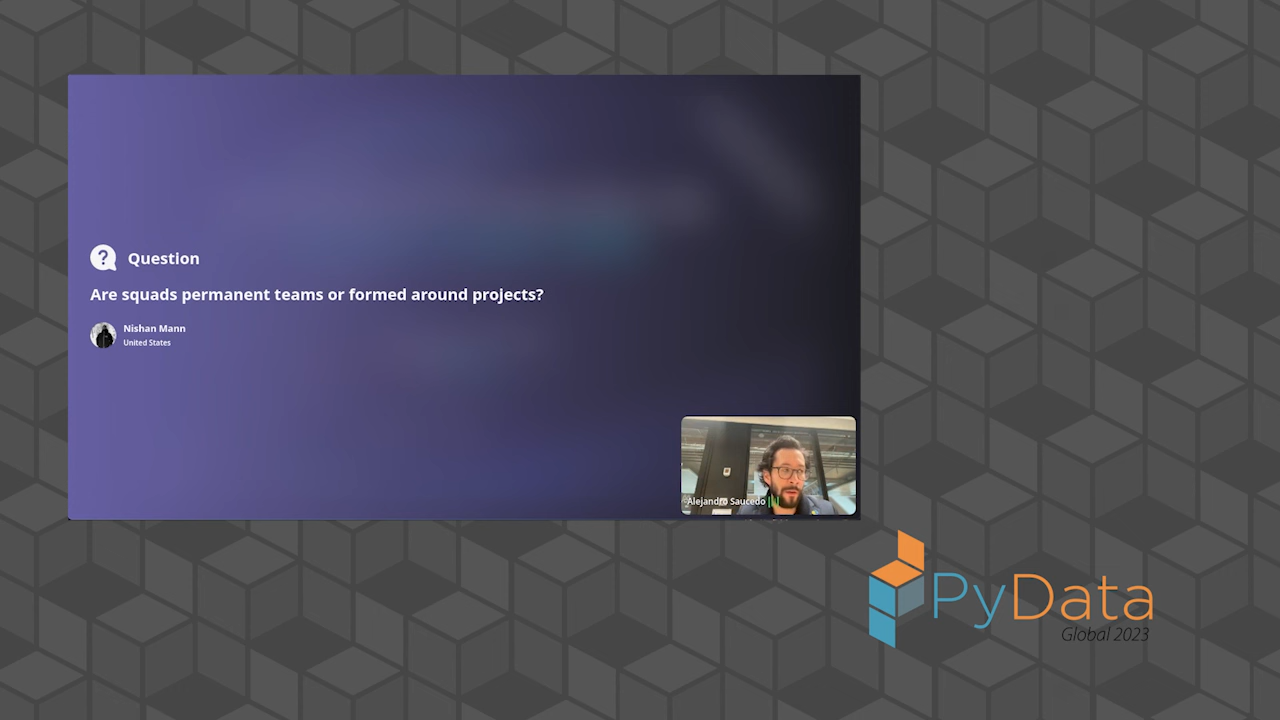 Question
Are squads permanent teams or formed around projects?
Nishan Mann
United States
Alejandro Saucedo
PyData
Global 2023